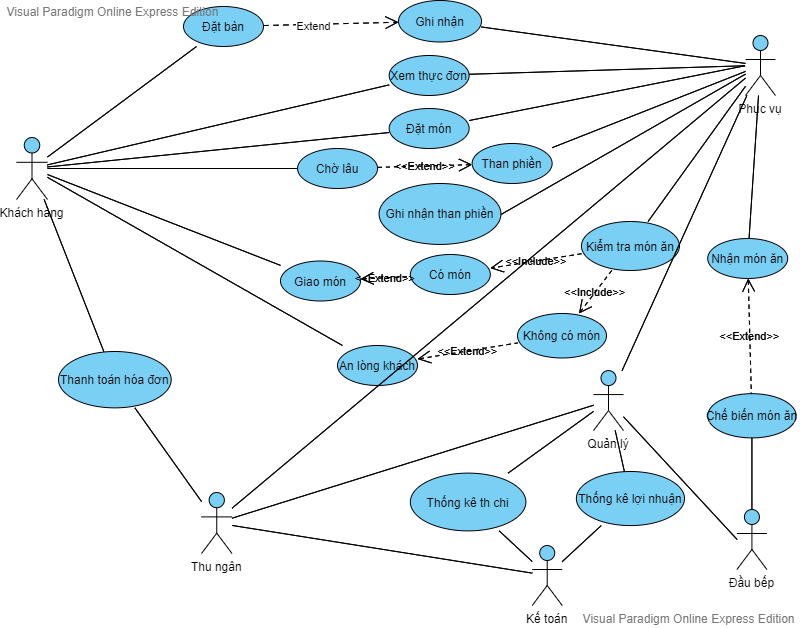 Visual Paradigm Online Express Edition
Đặt bàn
Extend
Ghi nhận
Xem thực đơn
Phục vụ
Đặt món
Chờ lâu
<<Extend>>
Than phiền
Khách hàng
Ghi nhận than phiền
Kiểm tra món ăn
Nhận món ăn
<<Include>>
Giao món
<<Extend>>
Có món
<<Include>>
Không có món
<<Extend>>
<<Extend>>
An lòng khách
Thanh toán hóa đơn
Chế biến món ăn
Quản lý
Thống kê th chi
Thống kê lợi nhuận
Thu ngân
Đầu bếp
Kế toán
Visual Paradigm Online Express Edition